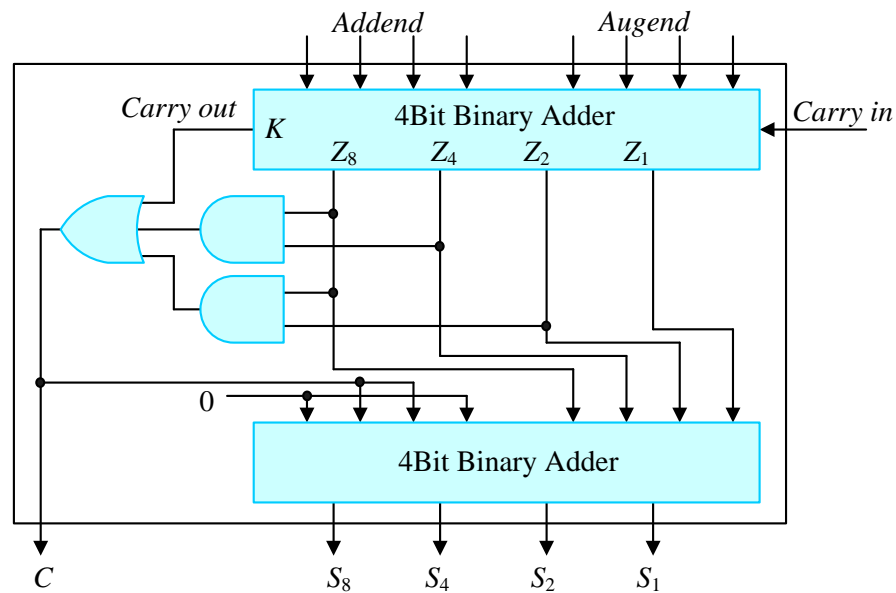 Addend Augend
Carry out 4Bit Binary Adder Carry in
K
Z8 Z4 Z2 Z1
0
4Bit Binary Adder
C S8 S4 S2 S1